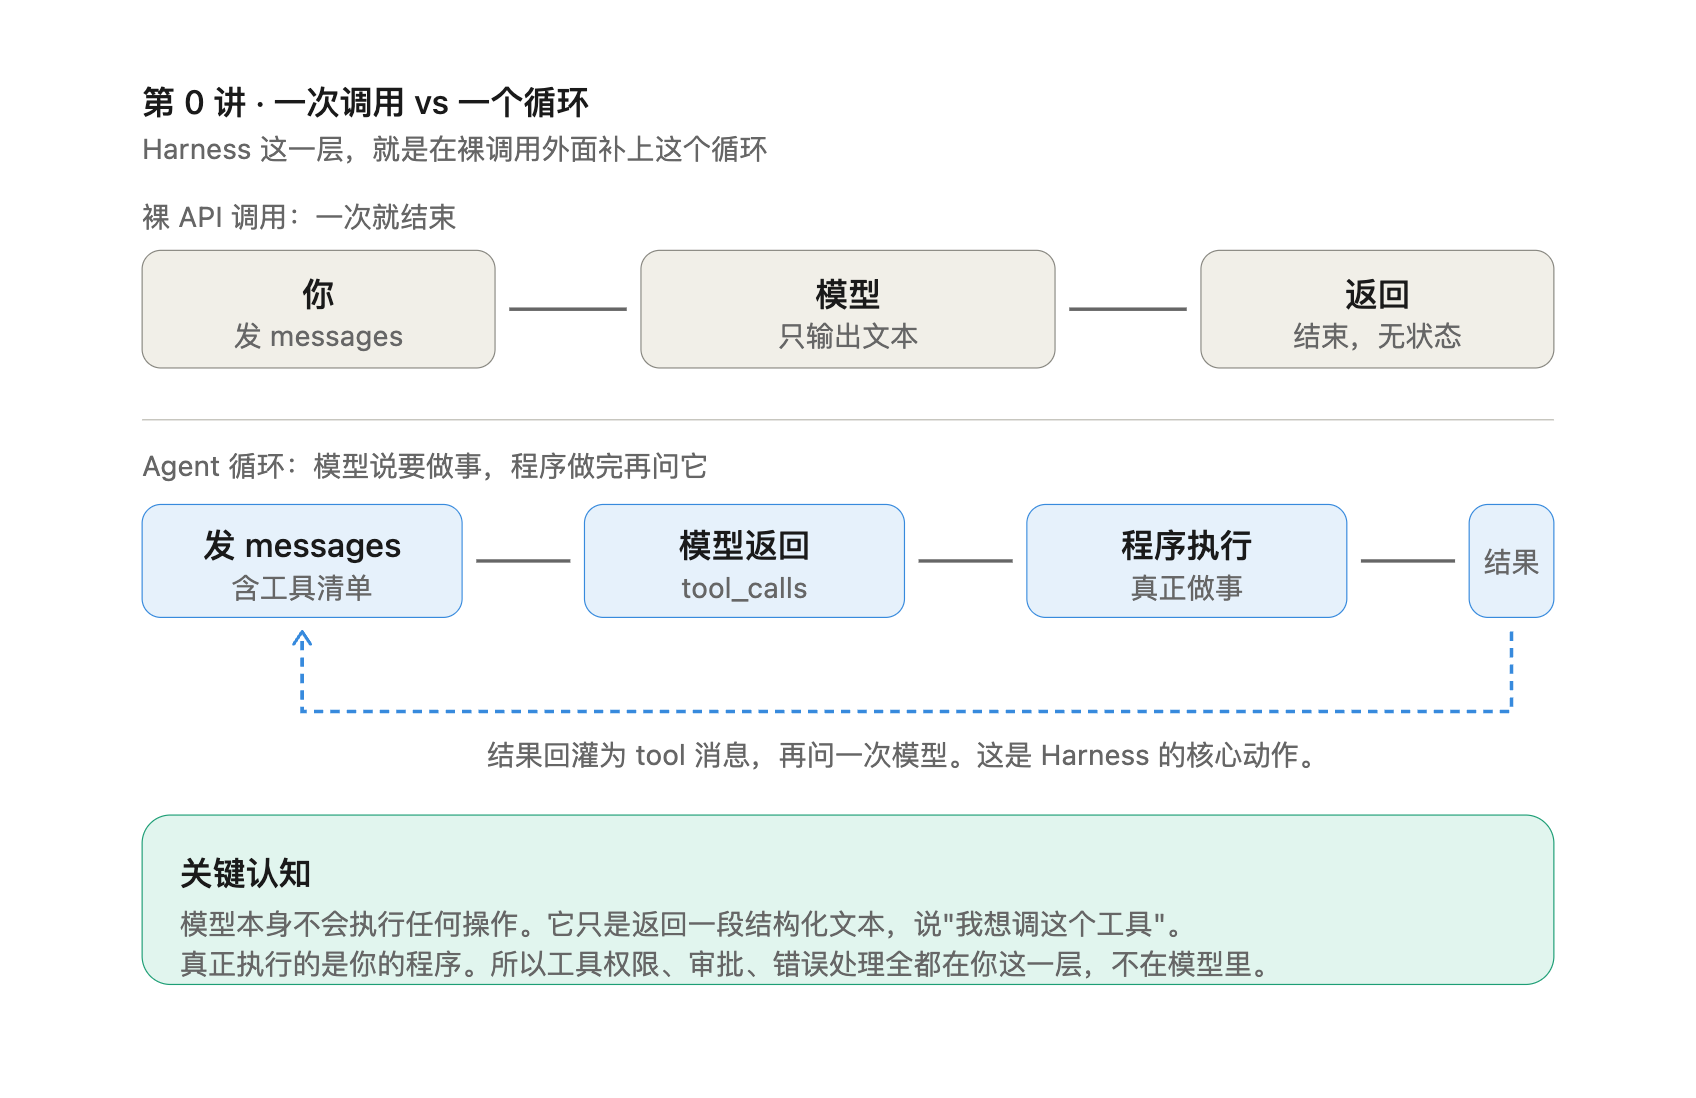 第 0 讲 · 一次调用 vs 一个循环
Harness 这一层，就是在裸调用外面补上这个循环
裸 API 调用：一次就结束
你
发 messages
模型
只输出文本
返回
结束，无状态
Agent 循环：模型说要做事，程序做完再问它
发 messages
含工具清单
模型返回
tool_calls
程序执行
真正做事
结果
结果回灌为 tool 消息，再问一次模型。这是 Harness 的核心动作。
关键认知
模型本身不会执行任何操作。它只是返回一段结构化文本，说"我想调这个工具"。
真正执行的是你的程序。所以工具权限、审批、错误处理全都在你这一层，不在模型里。